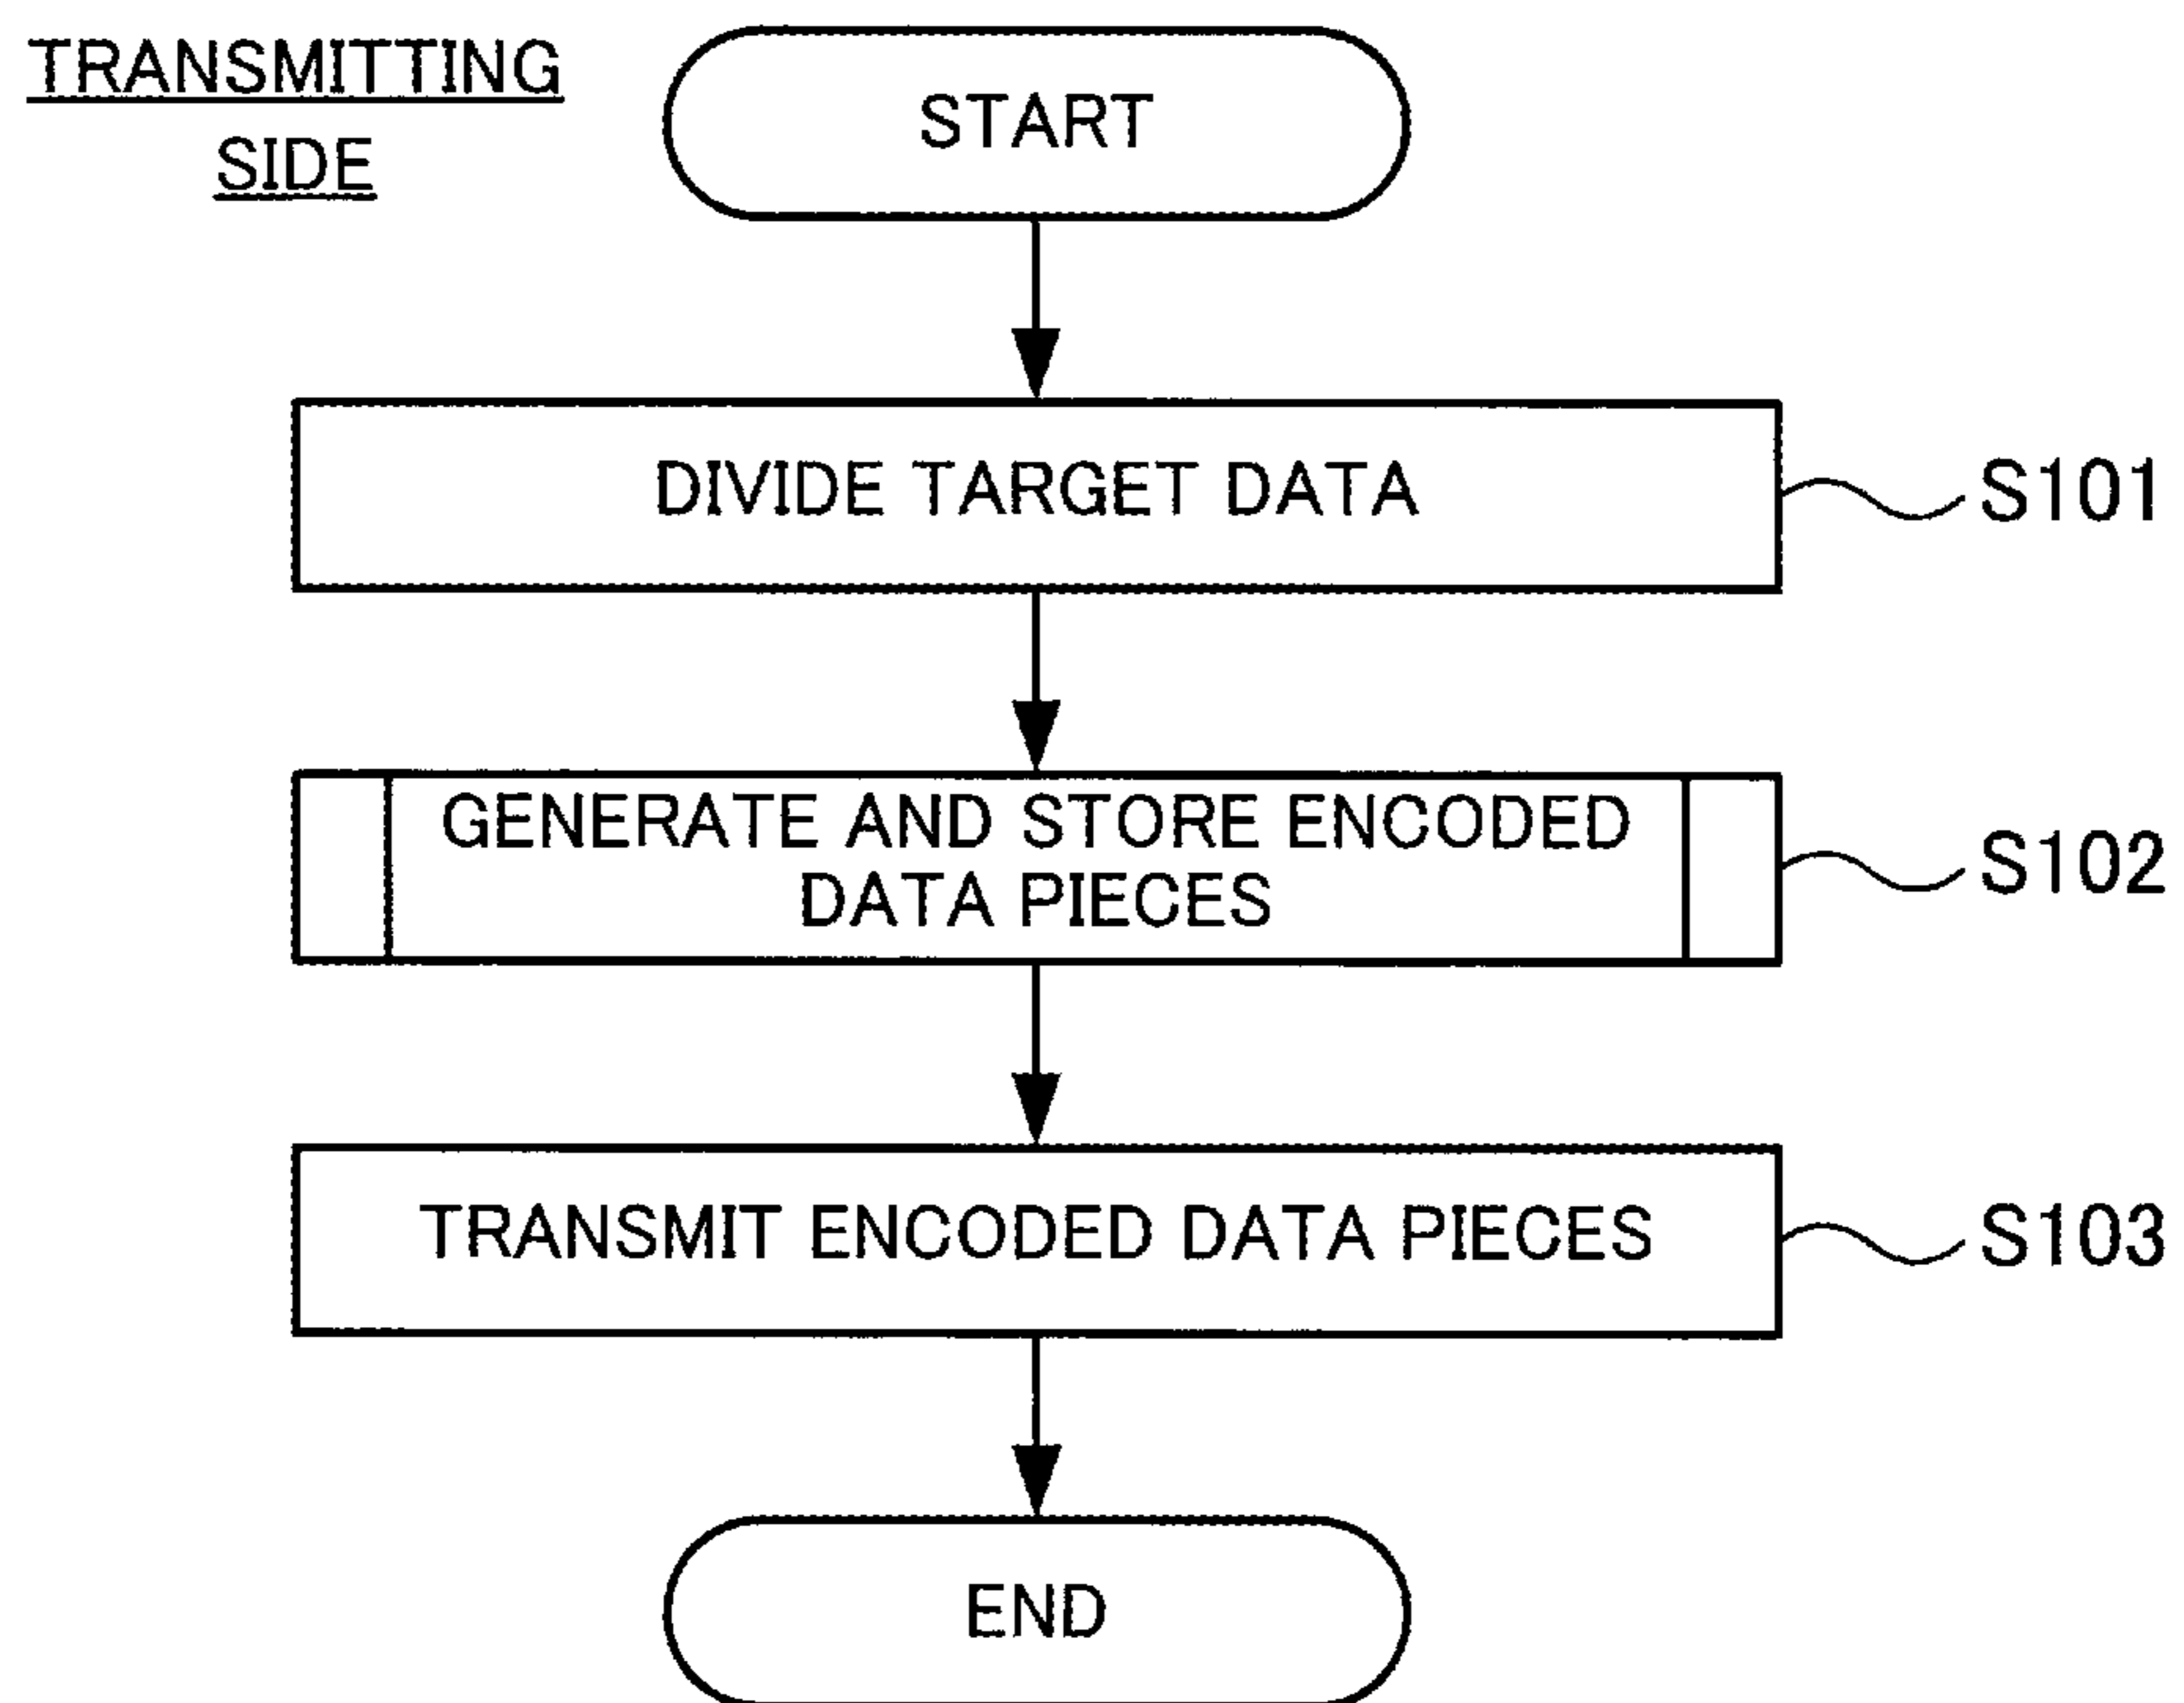 TRANSMITTING
SIDE
START
DIVIDE TARGET DATA
S101
GENERATE AND STORE ENCODED
DATA PIECES
S102
TRANSMIT ENCODED DATA PIECES
S103
END